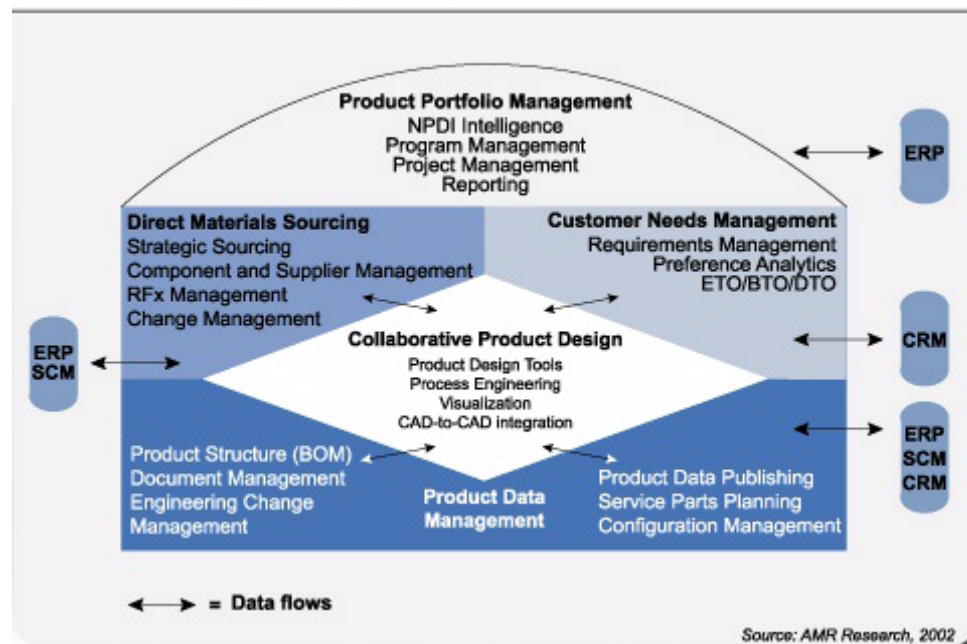 Product Portfolio Management
NPDI Intelligence
Program Management
Project Management
Reporting
ERP
Direct Materials Sourcing
Strategic Sourcing
Component and Supplier Management
RFx Management
Change Management
Customer Needs Management
Requirements Management
Preference Analytics
ETO/BTO/DTO
ERP
SCM
CRM
Collaborative Product Design
Product Design Tools
Process Engineering
Visualization
CAD-to-CAD integration
ERP
SCM
CRM
Product Structure (BOM)
Document Management
Engineering Change
Management
Product Data
Management
Product Data Publishing
Service Parts Planning
Configuration Management
= Data flows
Source: AMR Research, 2002